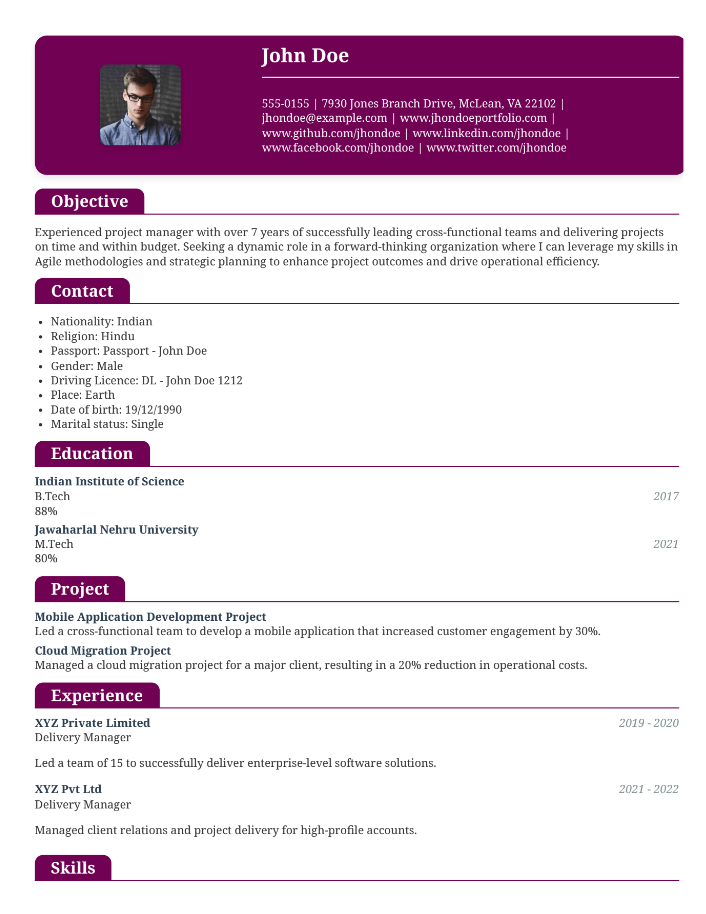 John Doe
555-0155 | 7930 Jones Branch Drive, McLean, VA 22102 |
jhondoe@example.com | www.jhondoeportfolio.com |
www.github.com/jhondoe | www.linkedin.com/jhondoe |
www.facebook.com/jhondoe | www.twitter.com/jhondoe
Objective
Experienced project manager with over 7 years of successfully leading cross-functional teams and delivering projects
on time and within budget. Seeking a dynamic role in a forward-thinking organization where I can leverage my skills in
Agile methodologies and strategic planning to enhance project outcomes and drive operational efficiency.
Contact
• Nationality: Indian
• Religion: Hindu
• Passport: Passport - John Doe
• Gender: Male
• Driving Licence: DL - John Doe 1212
• Place: Earth
• Date of birth: 19/12/1990
• Marital status: Single
Education
Indian Institute of Science
B.Tech 2017
88%
Jawaharlal Nehru University
M.Tech 2021
80%
Project
Mobile Application Development Project
Led a cross-functional team to develop a mobile application that increased customer engagement by 30%.
Cloud Migration Project
Managed a cloud migration project for a major client, resulting in a 20% reduction in operational costs.
Experience
XYZ Private Limited 2019 - 2020
Delivery Manager
Led a team of 15 to successfully deliver enterprise-level software solutions.
XYZ Pvt Ltd 2021 - 2022
Delivery Manager
Managed client relations and project delivery for high-profile accounts.
Skills